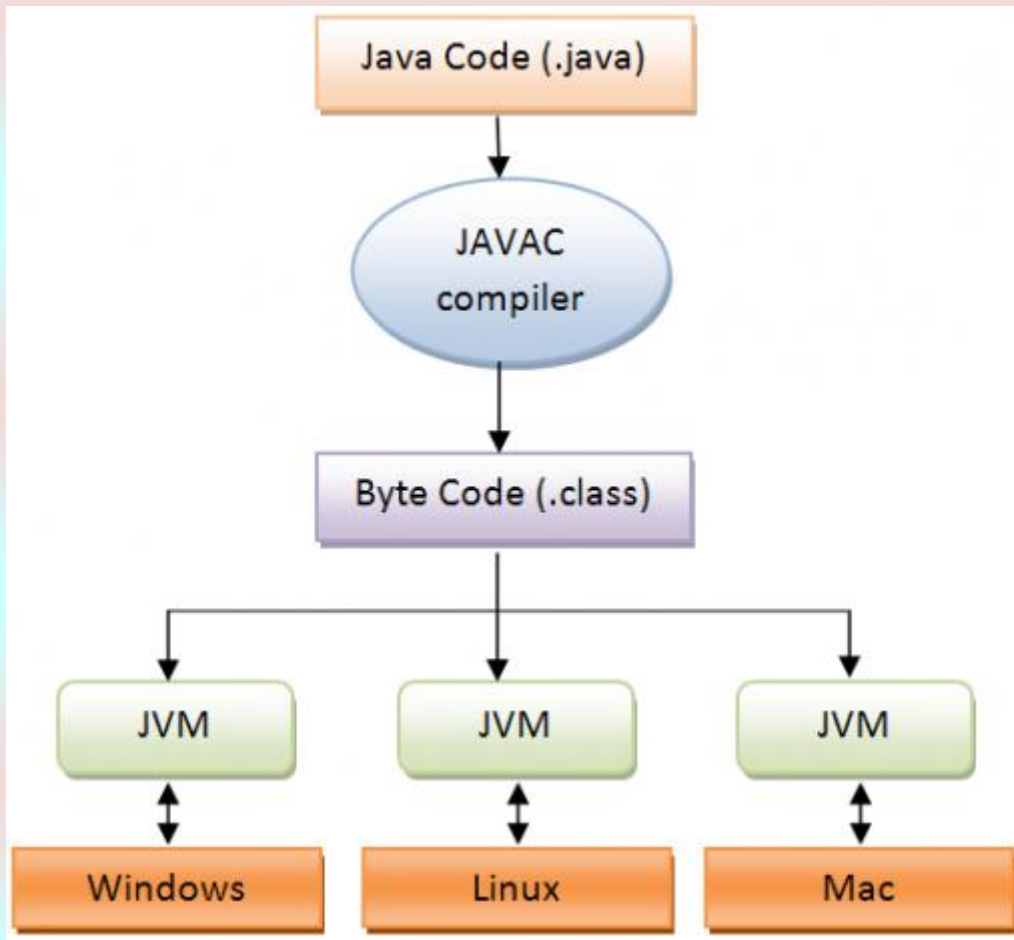 Java Code (.java)
JAVAC
compiler
Byte Code (.class)
JVM
JVM
JVM
Windows
Linux
Mac